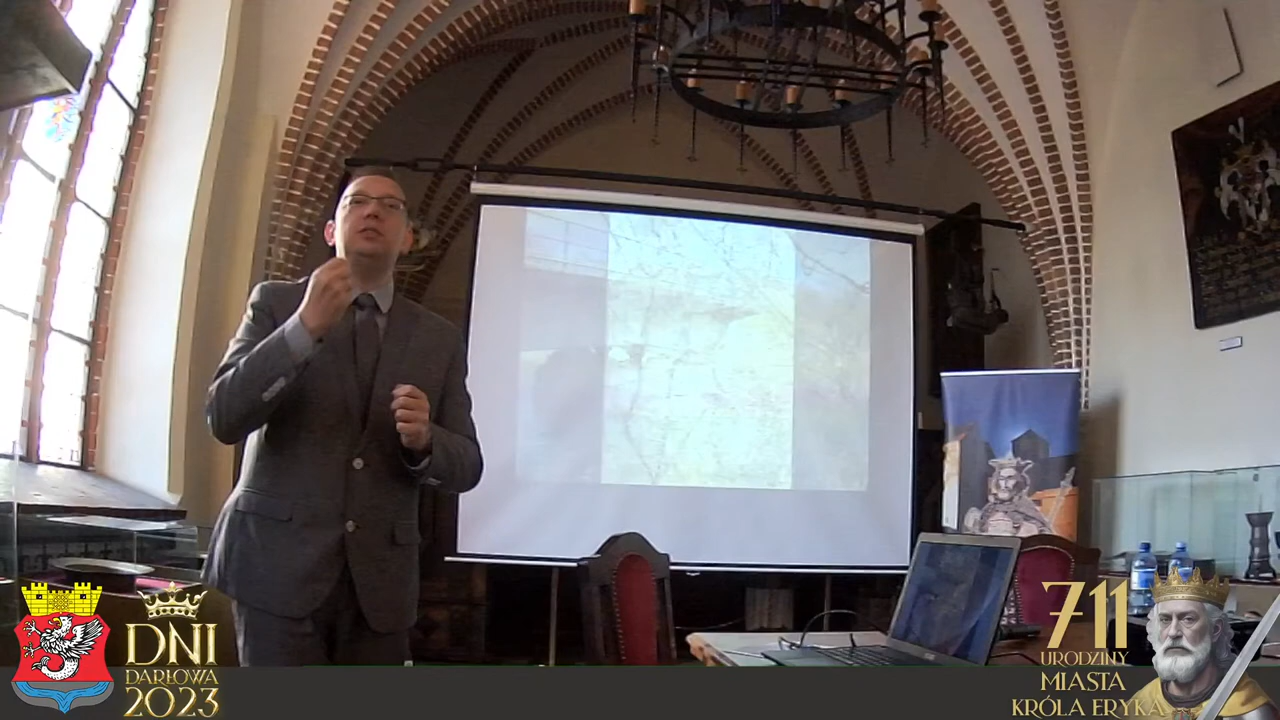 DNI
DARŁOWA
2023
711
URODZINY
MIASTA
KRÓLA ERYKA